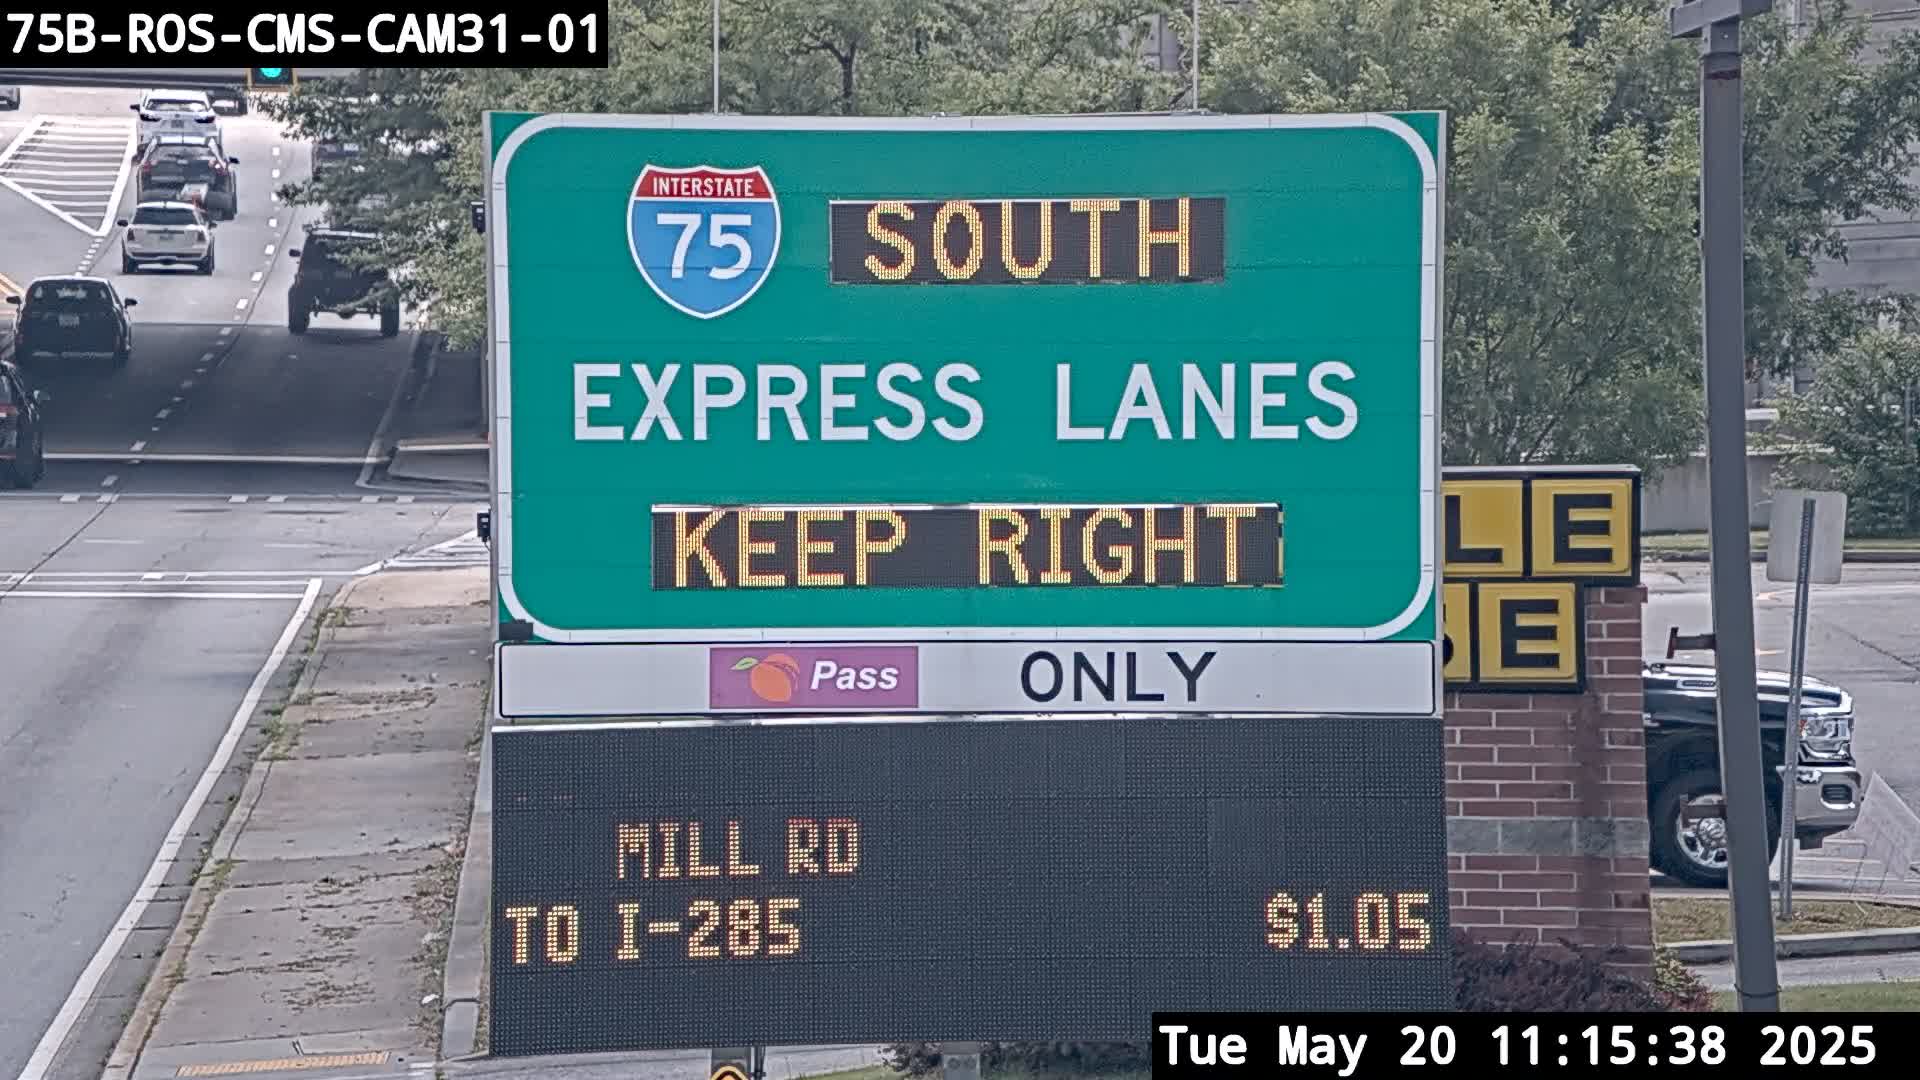 75B-ROS-CMS-CAM31-01
INTERSTATE
75
SOUTH
EXPRESS LANES
KEEP RIGHT
Pass ONLY
MILL RD
TO I-285 $1.05
LE
E
Tue May 20 11:15:38 2025